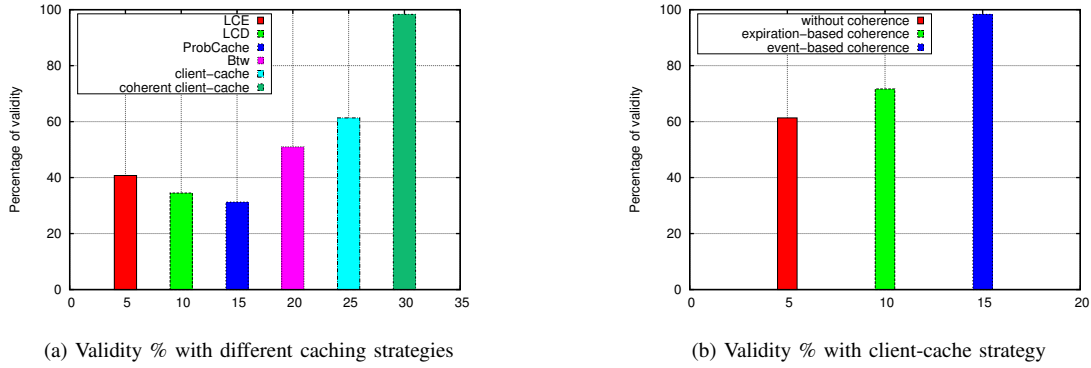 100
80
60
40
20
0
Percentage of validity
LCE
LCD
ProbCache
Btw
client-cache
coherent client-cache
0 5 10 15 20 25 30 35
(a) Validity % with different caching strategies
100
80
60
40
20
0
Percentage of validity
without coherence
expiration-based coherence
event-based coherence
0 5 10 15 20
(b) Validity % with client-cache strategy